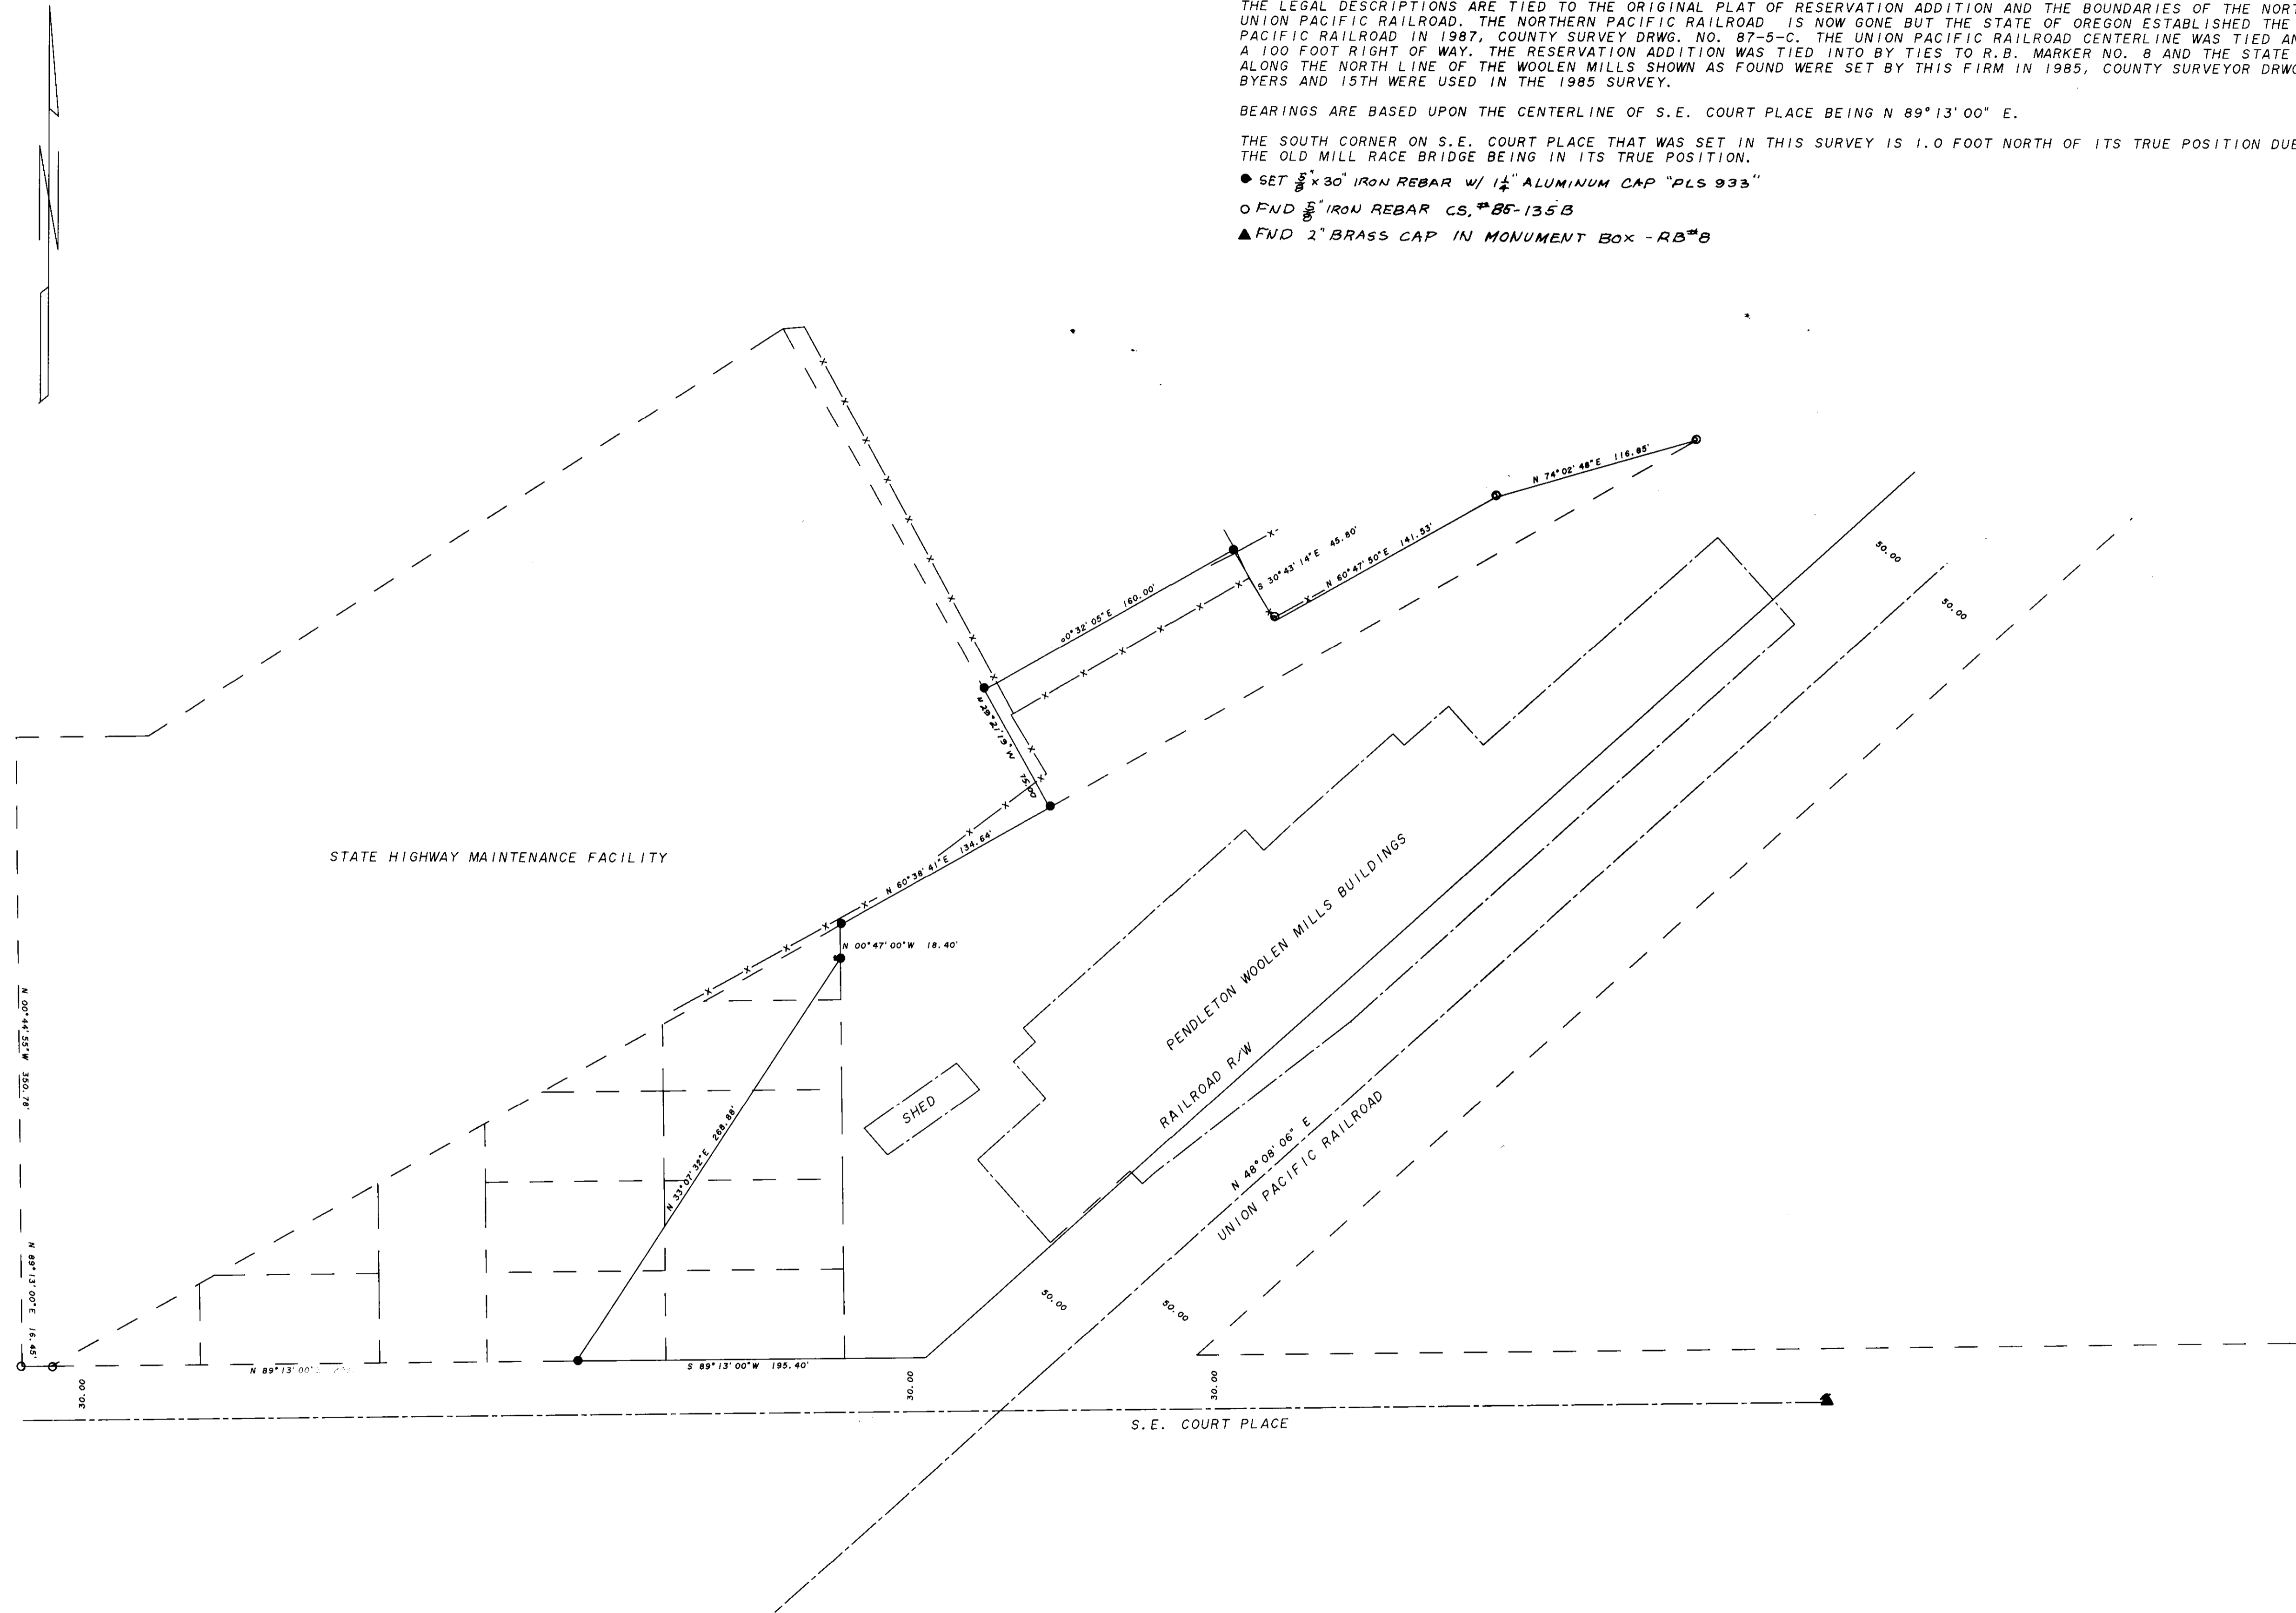 THE LEGAL DESCRIPTIONS ARE TIED TO THE ORIGINAL PLAT OF RESERVATION ADDITION AND THE BOUNDARIES OF THE NORT
UNION PACIFIC RAILROAD. THE NORTHERN PACIFIC RAILROAD IS NOW GONE BUT THE STATE OF OREGON ESTABLISHED THE
PACIFIC RAILROAD IN 1987, COUNTY SURVEY DRWG. NO. 87-5-C. THE UNION PACIFIC RAILROAD CENTERLINE WAS TIED AN
A 100 FOOT RIGHT OF WAY. THE RESERVATION ADDITION WAS TIED INTO BY TIES TO R.B. MARKER NO. 8 AND THE STATE
ALONG THE NORTH LINE OF THE WOOLEN MILLS SHOWN AS FOUND WERE SET BY THIS FIRM IN 1985, COUNTY SURVEYOR DRWG
BYERS AND 15TH WERE USED IN THE 1985 SURVEY.
BEARINGS ARE BASED UPON THE CENTERLINE OF S.E. COURT PLACE BEING N 89°13'00" E.
THE SOUTH CORNER ON S.E. COURT PLACE THAT WAS SET IN THIS SURVEY IS 1.0 FOOT NORTH OF ITS TRUE POSITION DUE
THE OLD MILL RACE BRIDGE BEING IN ITS TRUE POSITION.
SET 5/8" x 30" IRON REBAR W/ 1 1/4" ALUMINUM CAP "PLS 933"
FND 5/8" IRON REBAR CS. #85-135B
FND 2" BRASS CAP IN MONUMENT BOX - RB#8
N
N 74°02'48"E 116.85'
50.00
50.00
S 30°43'14"E 45.80'
N 60°47'50"E 141.53'
60°32'05"E 160.00'
N 29°21'19" W 75.00
STATE HIGHWAY MAINTENANCE FACILITY
N 60°38'41"E 134.64'
N 00°47'00"W 18.40'
PENDLETON WOOLEN MILLS BUILDINGS
RAILROAD R/W
SHED
N 48°08'06" E
UNION PACIFIC RAILROAD
N 33°07'32"E 268.88'
N 00°44'55"W 350.78'
N 89°13'00"E 16.45'
50.00
50.00
N 89°13'00"
S 89°13'00"W 195.40'
30.00
30.00
30.00
S.E. COURT PLACE